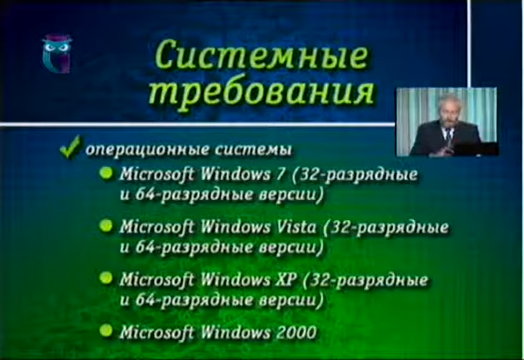 Системные
требования
операционные системы
Microsoft Windows 7 (32-разрядные
и 64-разрядные версии)
Microsoft Windows Vista (32-разрядные
и 64-разрядные версии)
Microsoft Windows XP (32-разрядные
и 64-разрядные версии)
Microsoft Windows 2000